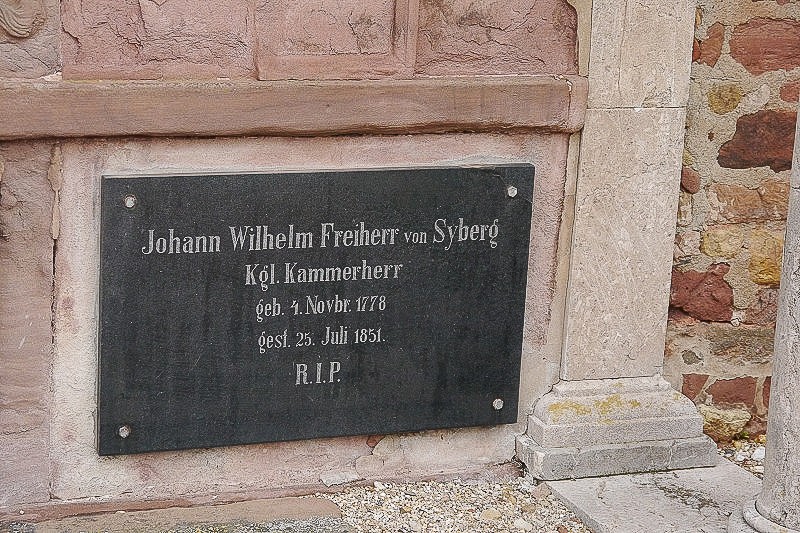 Johann Wilhelm Freiherr von Syberg
Kgl. Kammerherr
geb. 4. Novbr. 1778
gest. 25. Juli 1851.
R.I.P.